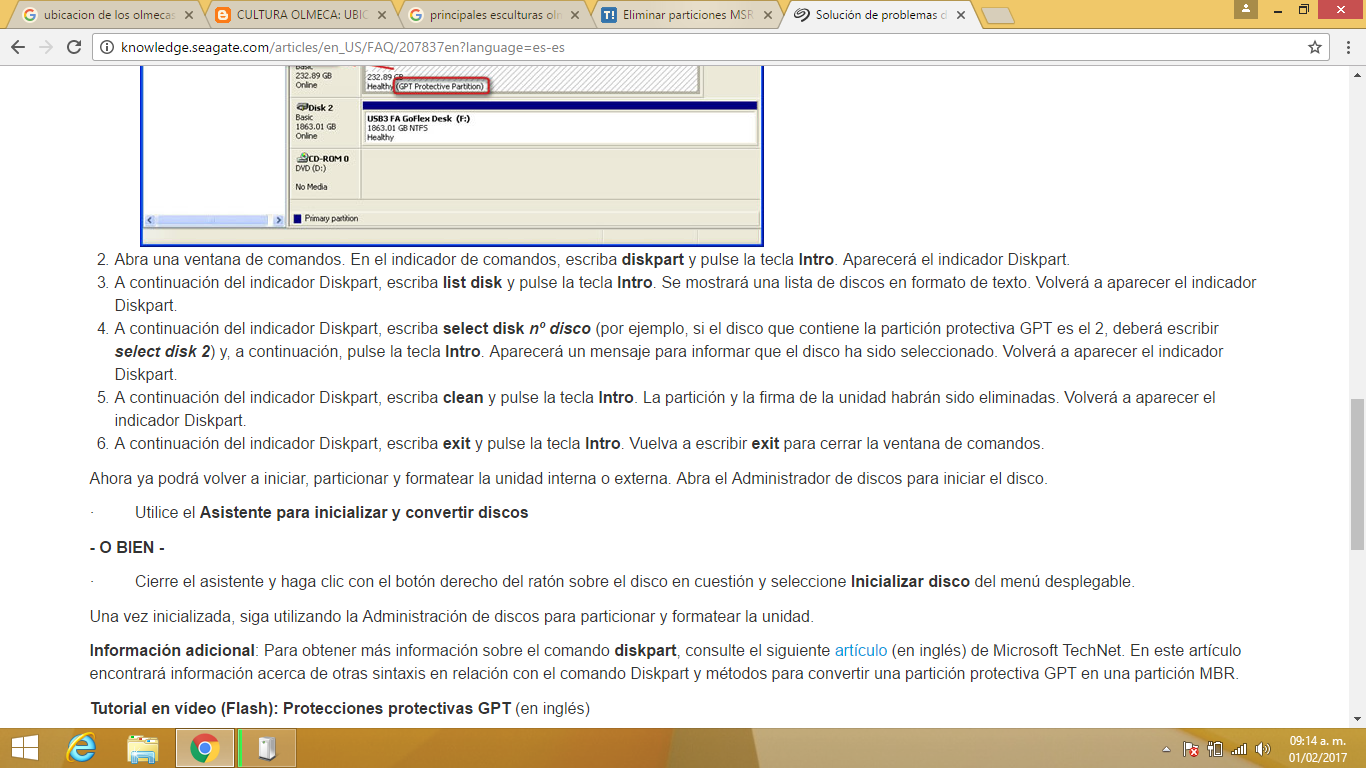 ubicacion de los olmecas
CULTURA OLMECA: UBIC
principales esculturas olm
Eliminar particiones MSR
Solución de problemas d
knowledge.seagate.com/articles/en_US/FAQ/207837en?language=es-es
Basic
232.89 GB
Online
232.89 GB
Healthy (GPT Protective Partition)
Disk 2
Basic
1863.01 GB
Online
USB3 FA GoFlex Desk (F:)
1863.01 GB NTFS
Healthy
CD-ROM 0
DVD (D:)
No Media
Primary partition
2. Abra una ventana de comandos. En el indicador de comandos, escriba diskpart y pulse la tecla Intro. Aparecerá el indicador Diskpart.
3. A continuación del indicador Diskpart, escriba list disk y pulse la tecla Intro. Se mostrará una lista de discos en formato de texto. Volverá a aparecer el indicador
Diskpart.
4. A continuación del indicador Diskpart, escriba select disk nº disco (por ejemplo, si el disco que contiene la partición protectiva GPT es el 2, deberá escribir
select disk 2) y, a continuación, pulse la tecla Intro. Aparecerá un mensaje para informar que el disco ha sido seleccionado. Volverá a aparecer el indicador
Diskpart.
5. A continuación del indicador Diskpart, escriba clean y pulse la tecla Intro. La partición y la firma de la unidad habrán sido eliminadas. Volverá a aparecer el
indicador Diskpart.
6. A continuación del indicador Diskpart, escriba exit y pulse la tecla Intro. Vuelva a escribir exit para cerrar la ventana de comandos.
Ahora ya podrá volver a iniciar, particionar y formatear la unidad interna o externa. Abra el Administrador de discos para iniciar el disco.
· Utilice el Asistente para inicializar y convertir discos
- O BIEN -
· Cierre el asistente y haga clic con el botón derecho del ratón sobre el disco en cuestión y seleccione Inicializar disco del menú desplegable.
Una vez inicializada, siga utilizando la Administración de discos para particionar y formatear la unidad.
Información adicional: Para obtener más información sobre el comando diskpart, consulte el siguiente artículo (en inglés) de Microsoft TechNet. En este artículo
encontrará información acerca de otras sintaxis en relación con el comando Diskpart y métodos para convertir una partición protectiva GPT en una partición MBR.
Tutorial en vídeo (Flash): Protecciones protectivas GPT (en inglés)
09:14 a. m.
01/02/2017